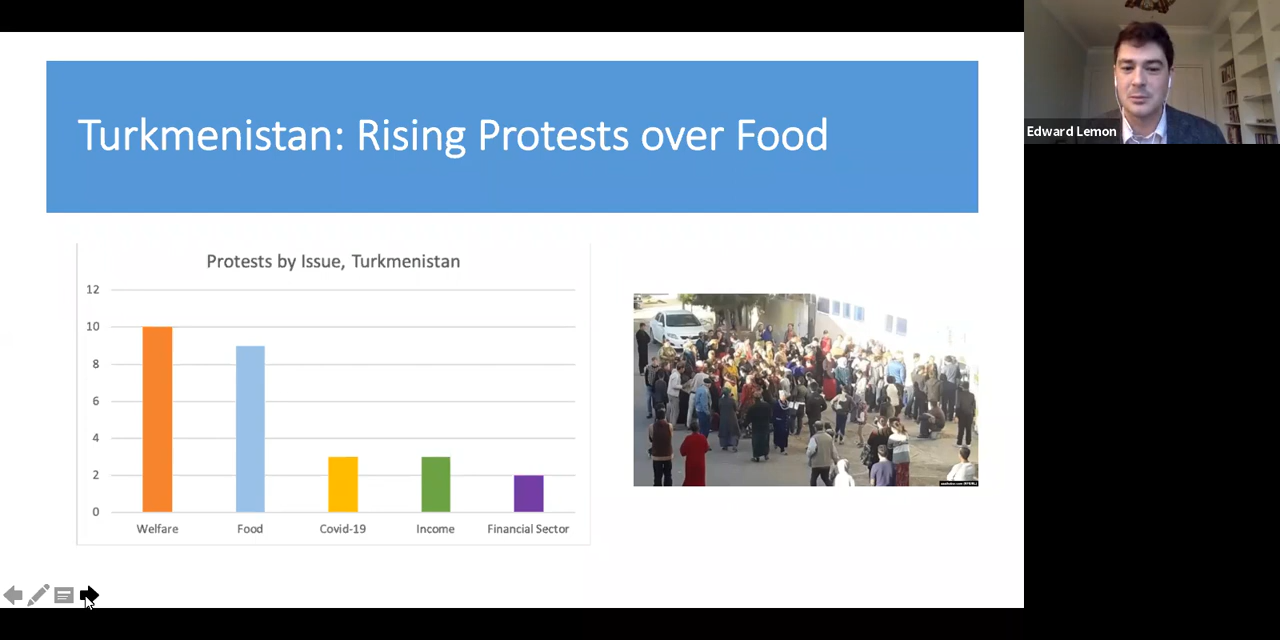 Turkmenistan: Rising Protests over Food
Edward Lemon
Protests by Issue, Turkmenistan
12
10
8
6
4
2
0
Welfare
Food
Covid-19
Income
Financial Sector